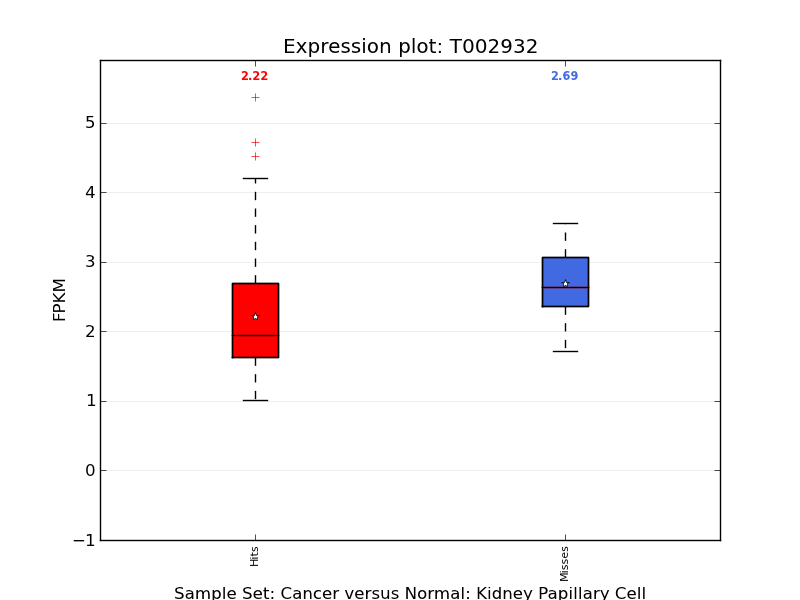 Expression plot: T002932
2.22
2.69
5
4
3
2
1
0
−1
FPKM
Hits
Misses
Sample Set: Cancer versus Normal: Kidney Papillary Cell